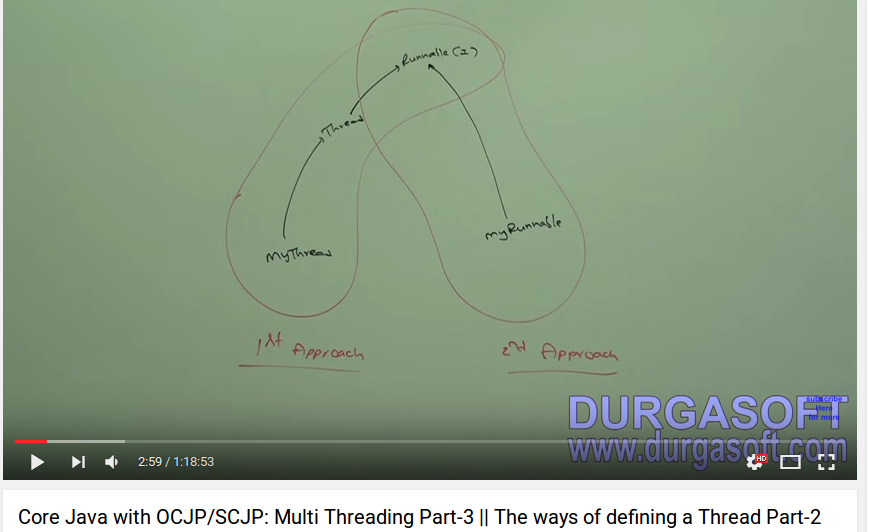 Runnable (I)
Thread
MyThread
myRunnable
1st Approach
2nd Approach
DURGASOFT
subscribe
Here
for more
www.durgasoft.com
HD
2:59 / 1:18:53
Core Java with OCJP/SCJP: Multi Threading Part-3 || The ways of defining a Thread Part-2